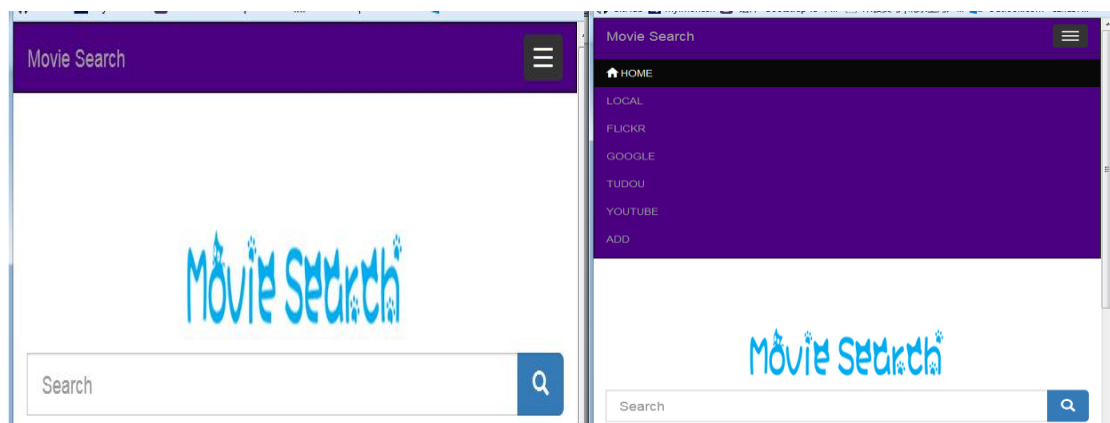 Movie Search
Movie Search
Search
Movie Search
HOME
LOCAL
FLICKR
GOOGLE
TUDOU
YOUTUBE
ADD
Movie Search
Search